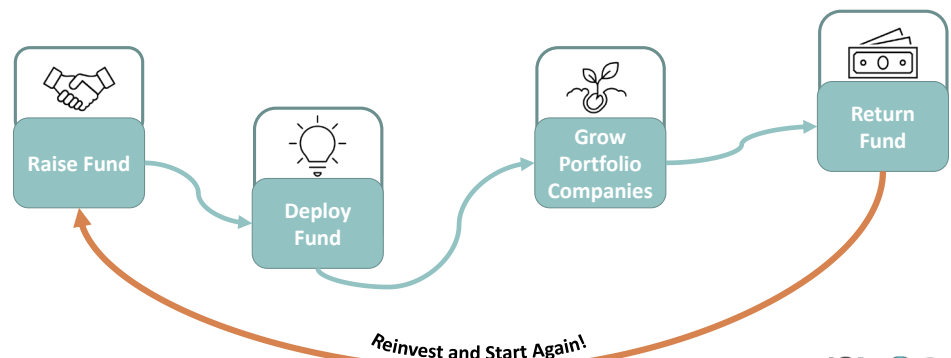 Raise Fund
Deploy
Fund
Grow
Portfolio
Companies
Return
Fund
Reinvest and Start Again!